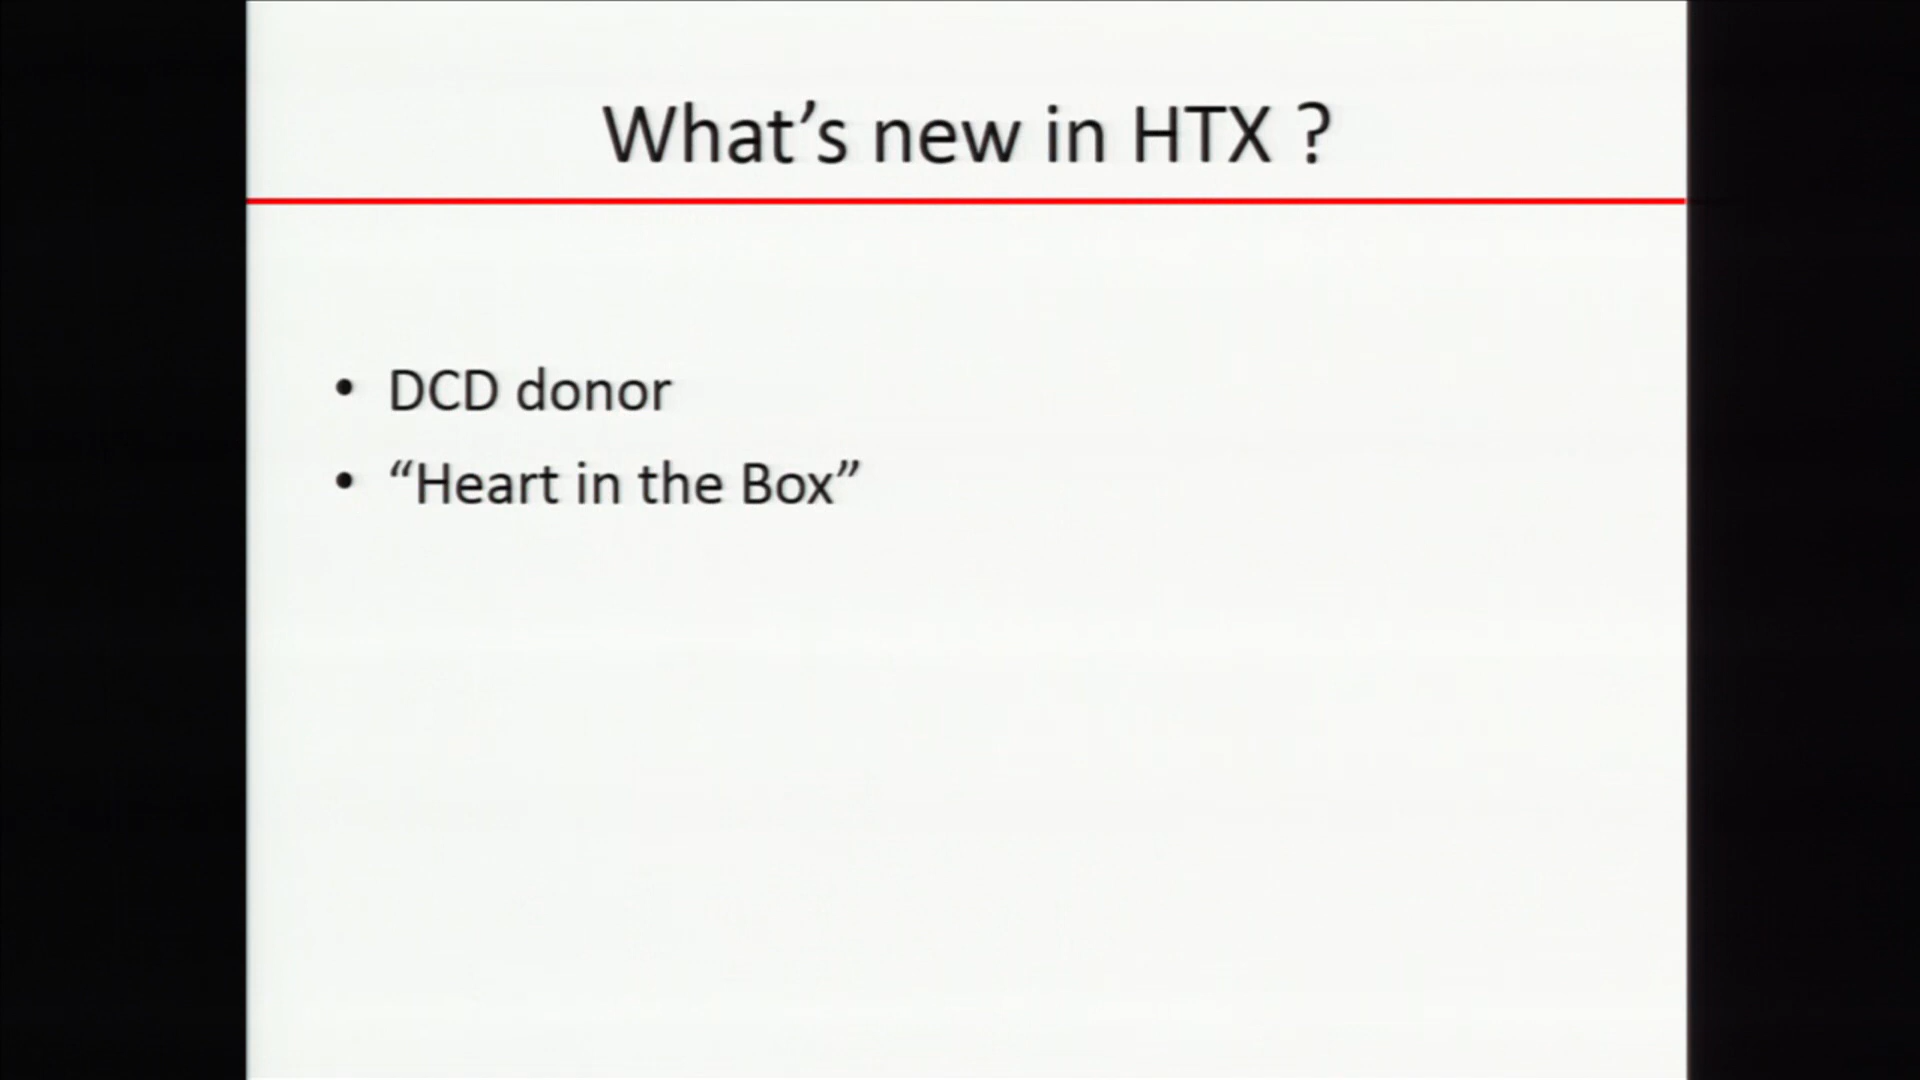 What’s new in HTX ?
• DCD donor
• “Heart in the Box”